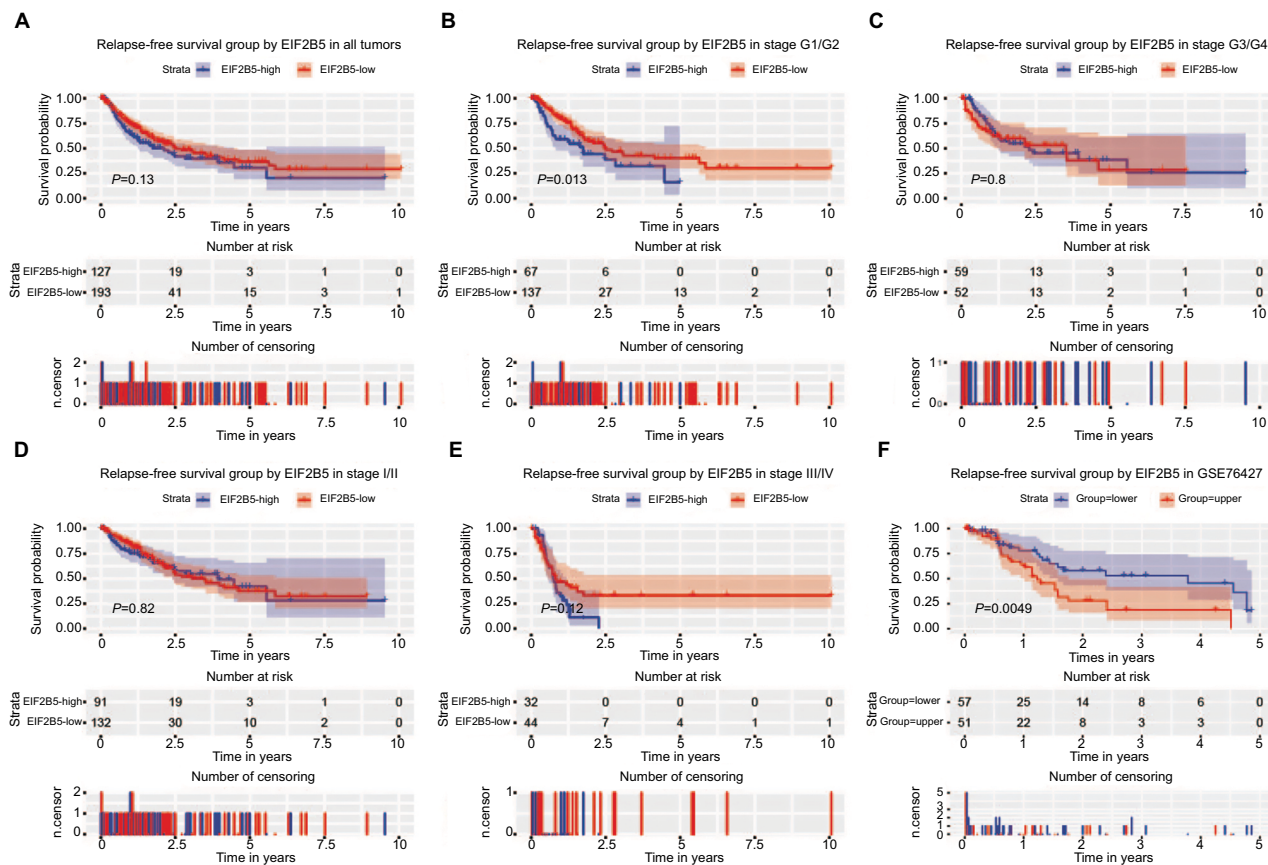 A
Relapse-free survival group by EIF2B5 in all tumors
Strata EIF2B5-high EIF2B5-low
Survival probability
1.00
0.75
0.50
0.25
0.00
P=0.13
0 2.5 5 7.5 10
Time in years
Number at risk
Strata
EIF2B5-high 127 19 3 1 0
EIF2B5-low 193 41 15 3 1
0 2.5 5 7.5 10
Time in years
Number of censoring
n.censor
2
1
0
0 2.5 5 7.5 10
Time in years
B
Relapse-free survival group by EIF2B5 in stage G1/G2
Strata EIF2B5-high EIF2B5-low
Survival probability
1.00
0.75
0.50
0.25
0.00
P=0.013
0 2.5 5 7.5 10
Time in years
Number at risk
Strata
EIF2B5-high 67 6 0 0 0
EIF2B5-low 137 27 13 2 1
0 2.5 5 7.5 10
Time in years
Number of censoring
n.censor
2
1
0
0 2.5 5 7.5 10
Time in years
C
Relapse-free survival group by EIF2B5 in stage G3/G4
Strata EIF2B5-high EIF2B5-low
Survival probability
1.00
0.75
0.50
0.25
0.00
P=0.8
0 2.5 5 7.5 10
Time in years
Number at risk
Strata
EIF2B5-high 59 13 3 1 0
EIF2B5-low 52 13 2 1 0
0 2.5 5 7.5 10
Time in years
Number of censoring
n.censor
1
0
0 2.5 5 7.5 10
Time in years
D
Relapse-free survival group by EIF2B5 in stage I/II
Strata EIF2B5-high EIF2B5-low
Survival probability
1.00
0.75
0.50
0.25
0.00
P=0.82
0 2.5 5 7.5 10
Time in years
Number at risk
Strata
EIF2B5-high 91 19 3 1 0
EIF2B5-low 132 30 10 2 0
0 2.5 5 7.5 10
Time in years
Number of censoring
n.censor
2
1
0
0 2.5 5 7.5 10
Time in years
E
Relapse-free survival group by EIF2B5 in stage III/IV
Strata EIF2B5-high EIF2B5-low
Survival probability
1.00
0.75
0.50
0.25
0.00
P=0.12
0 2.5 5 7.5 10
Time in years
Number at risk
Strata
EIF2B5-high 32 0 0 0 0
EIF2B5-low 44 7 4 1 1
0 2.5 5 7.5 10
Time in years
Number of censoring
n.censor
1
0
0 2.5 5 7.5 10
Time in years
F
Relapse-free survival group by EIF2B5 in GSE76427
Strata Group=lower Group=upper
Survival probability
1.00
0.75
0.50
0.25
0.00
P=0.0049
0 1 2 3 4 5
Times in years
Number at risk
Strata
Group=lower 57 25 14 8 6 0
Group=upper 51 22 8 3 3 0
0 1 2 3 4 5
Time in years
Number of censoring
n.censor
5
4
3
2
1
0
0 1 2 3 4 5
Time in years